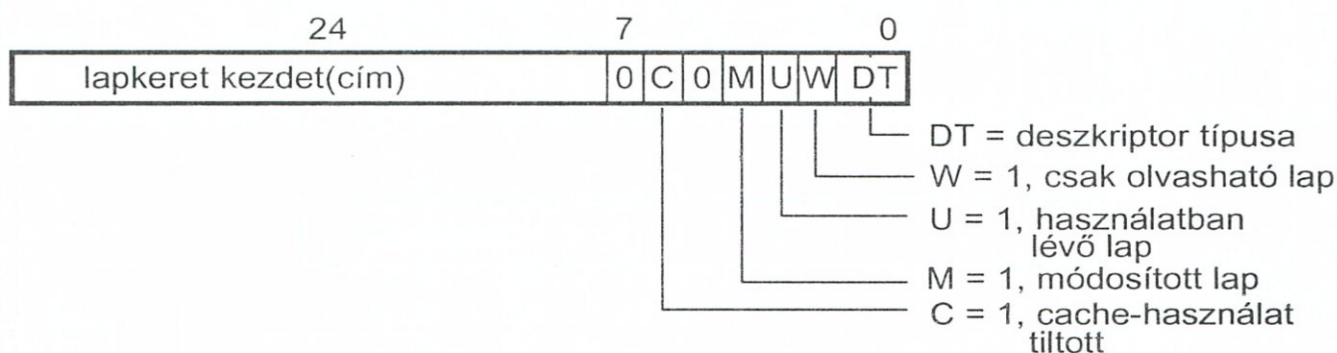 24 7 0
lapkeret kezdet(cím) 0 C 0 M U W DT
DT = deszkriptor típusa
W = 1, csak olvasható lap
U = 1, használatban
lévő lap
M = 1, módosított lap
C = 1, cache-használat
tiltott